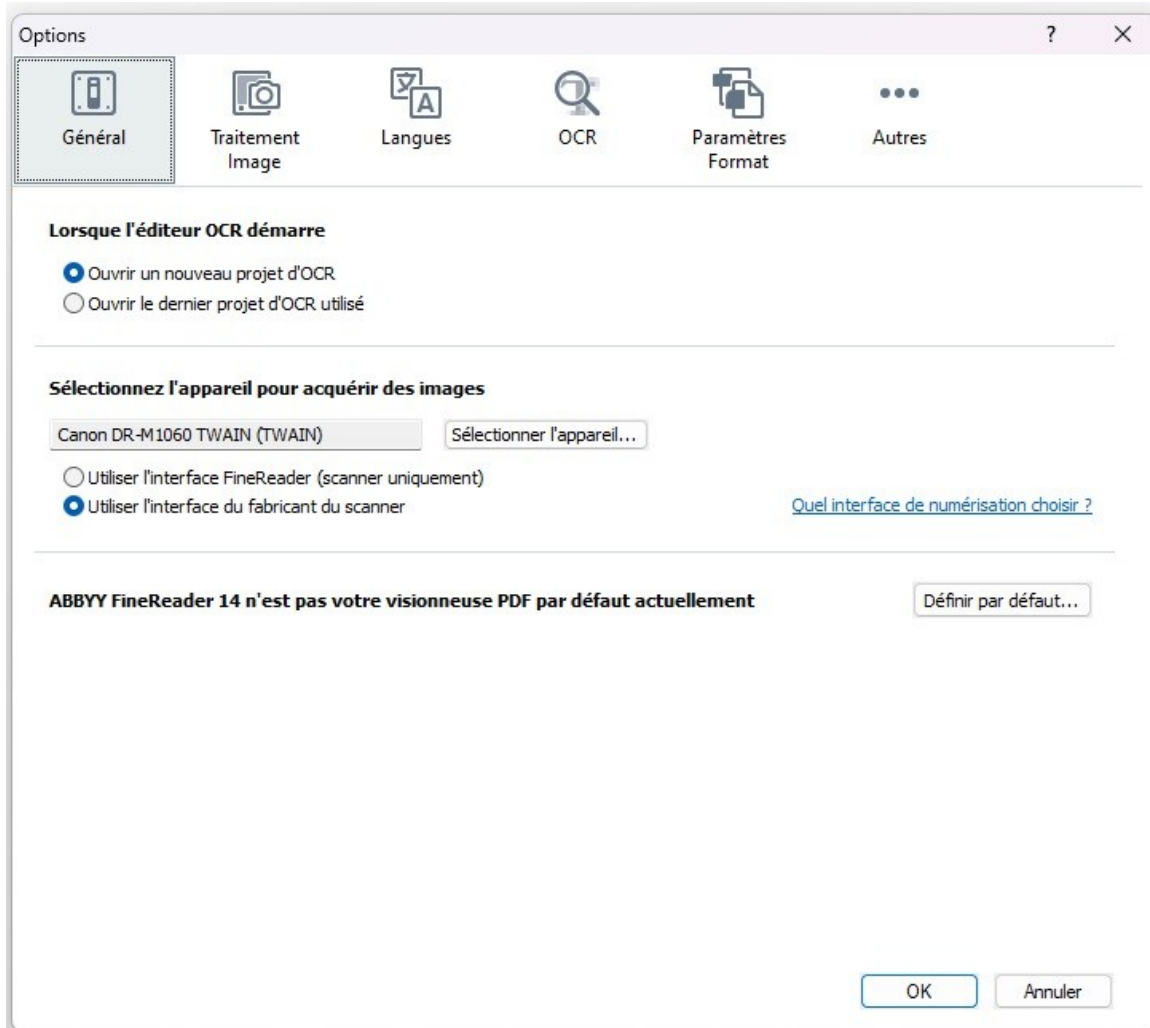 Options
?
Général
Traitement
Image
Langues
OCR
Paramètres
Format
Autres
Lorsque l'éditeur OCR démarre
Ouvrir un nouveau projet d'OCR
Ouvrir le dernier projet d'OCR utilisé
Sélectionnez l'appareil pour acquérir des images
Canon DR-M1060 TWAIN (TWAIN)
Sélectionner l'appareil...
Utiliser l'interface FineReader (scanner uniquement)
Utiliser l'interface du fabricant du scanner
Quel interface de numérisation choisir ?
ABBYY FineReader 14 n'est pas votre visionneuse PDF par défaut actuellement
Définir par défaut...
OK
Annuler